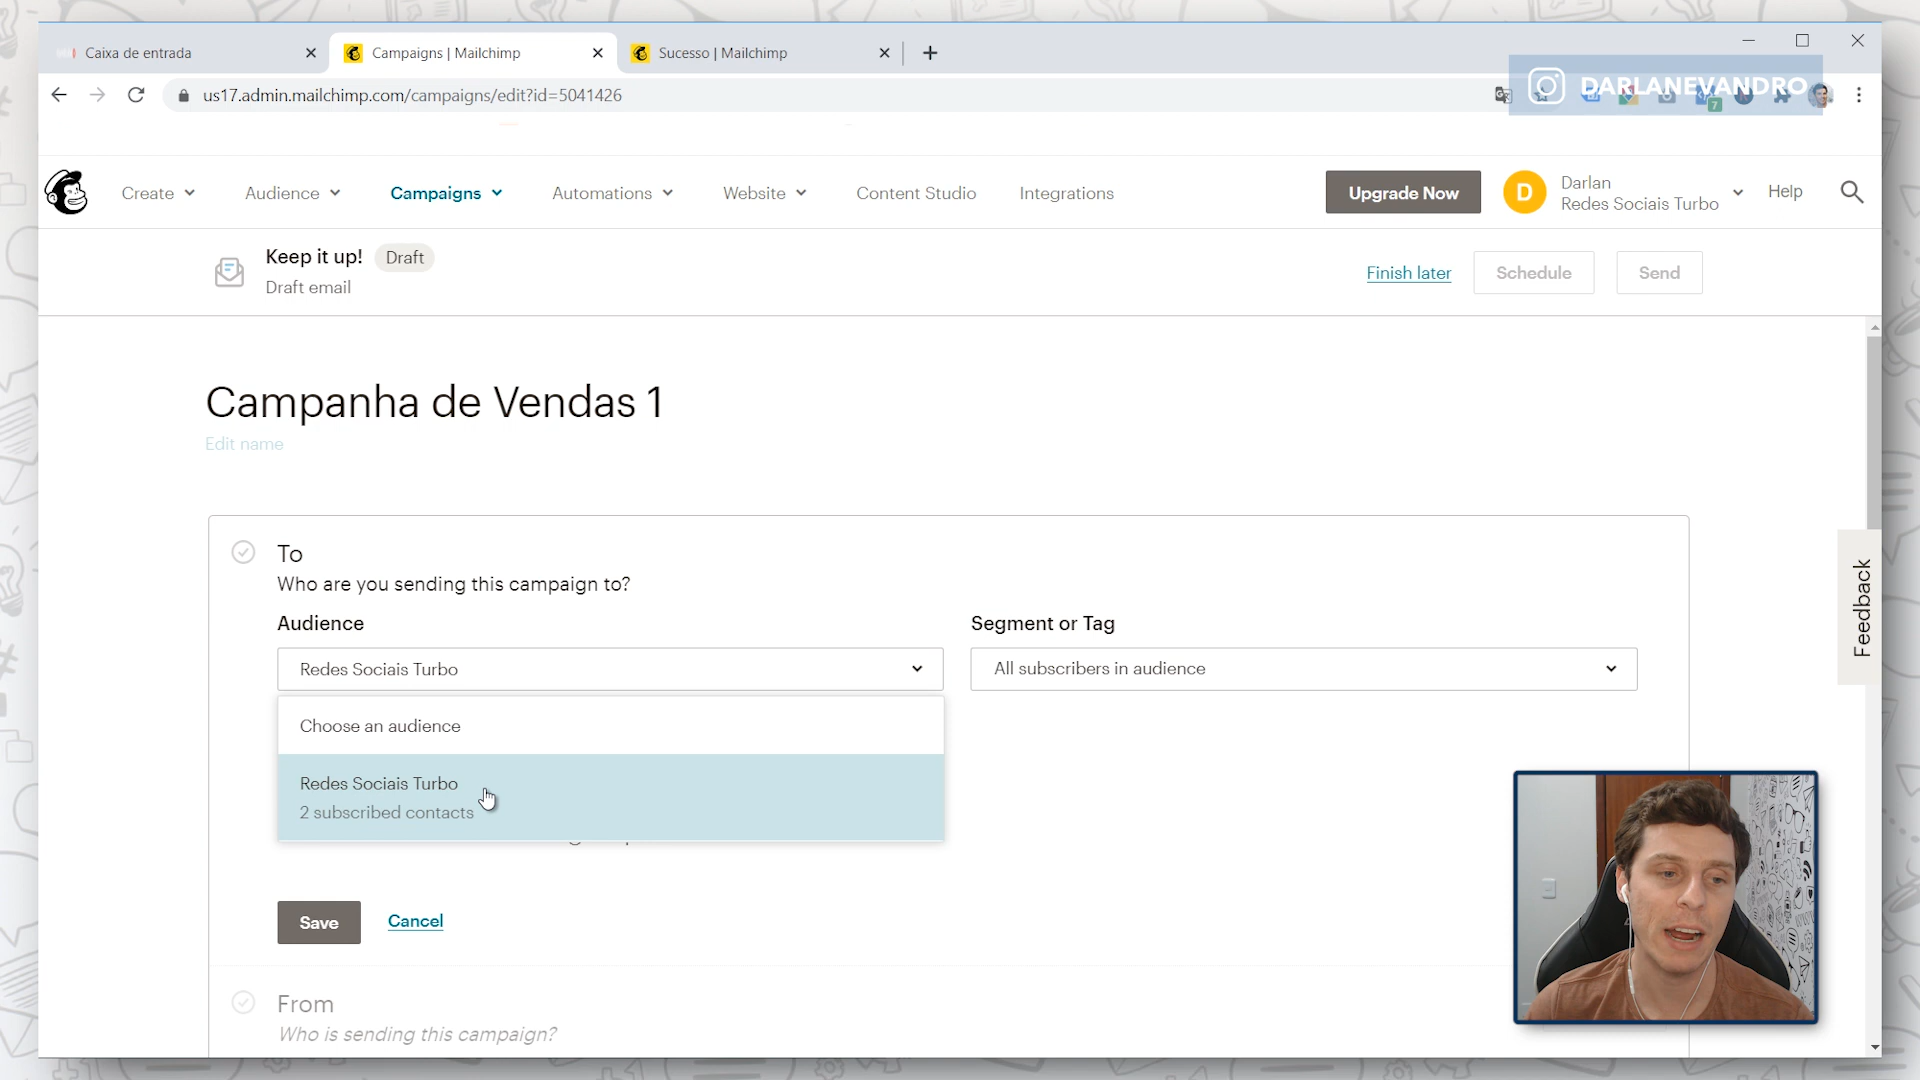 Caixa de entrada
Campaigns | Mailchimp
Sucesso | Mailchimp
us17.admin.mailchimp.com/campaigns/edit?id=5041426
DARLANEVANDRO
7
Create
Audience
Campaigns
Automations
Website
Content Studio
Integrations
Upgrade Now
D
Darlan
Redes Sociais Turbo
Help
Keep it up!
Draft
Draft email
Finish later
Schedule
Send
Campanha de Vendas 1
Edit name
To
Who are you sending this campaign to?
Audience
Segment or Tag
Redes Sociais Turbo
All subscribers in audience
Choose an audience
Redes Sociais Turbo
2 subscribed contacts
Save
Cancel
From
Who is sending this campaign?
Feedback